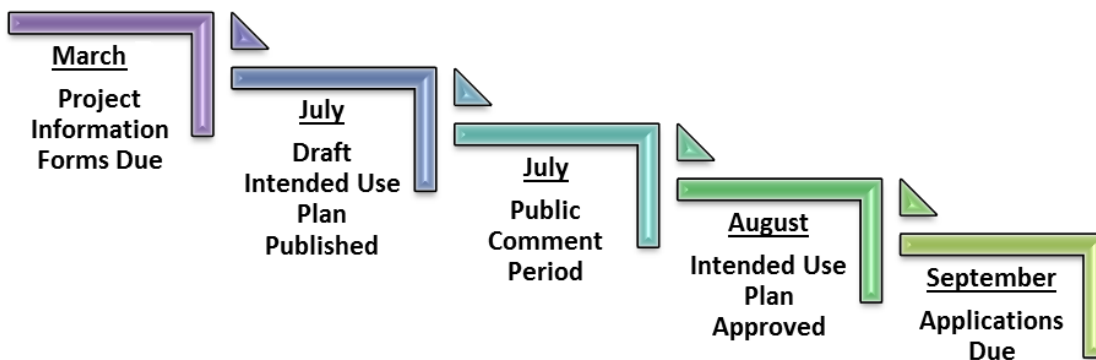 March
Project
Information
Forms Due
July
Draft
Intended Use
Plan
Published
July
Public
Comment
Period
August
Intended Use
Plan
Approved
September
Applications
Due